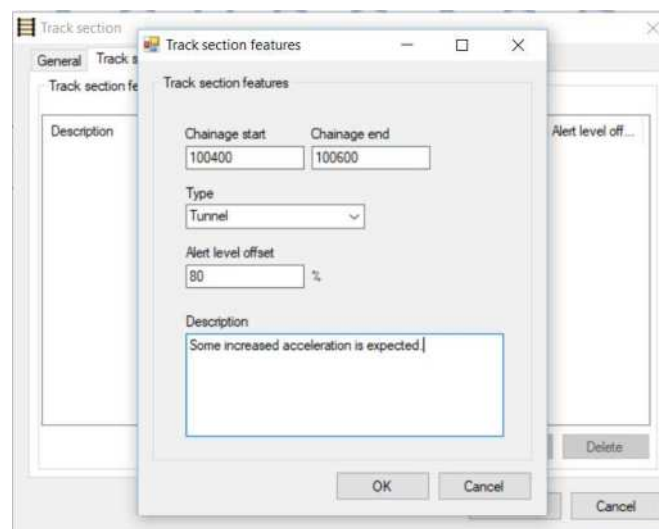 Track section
Track section features
General
Track s
Track section fe
Track section features
Description
Alert level off...
Chainage start
Chainage end
100400
100600
Type
Tunnel
Alert level offset
80
%
Description
Some increased acceleration is expected.
Delete
OK
Cancel
Cancel